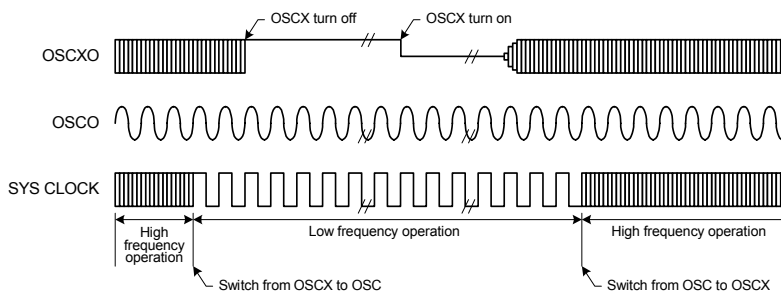 OSCX turn off
OSCX turn on
OSCXO
OSCO
SYS CLOCK
High
frequency
operation
Low frequency operation
High frequency operation
Switch from OSCX to OSC
Switch from OSC to OSCX